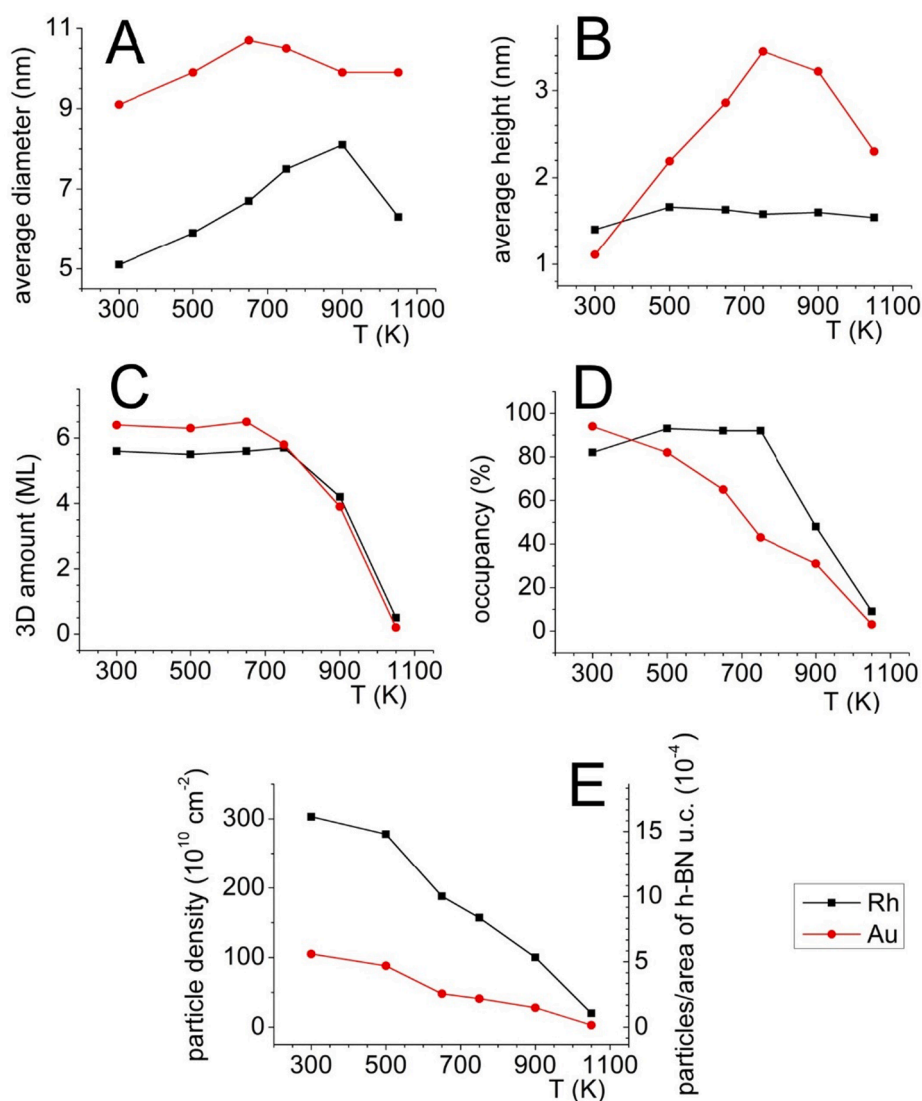 A
average diameter (nm)
11
9
7
5
300 500 700 900 1100
T (K)
B
average height (nm)
3
2
1
300 500 700 900 1100
T (K)
C
3D amount (ML)
6
4
2
0
300 500 700 900 1100
T (K)
D
occupancy (%)
100
80
60
40
20
0
300 500 700 900 1100
T (K)
E
particle density (10¹⁰ cm⁻²)
300
200
100
0
300 500 700 900 1100
T (K)
particles/area of h-BN u.c. (10⁻⁴)
15
10
5
0
Rh
Au